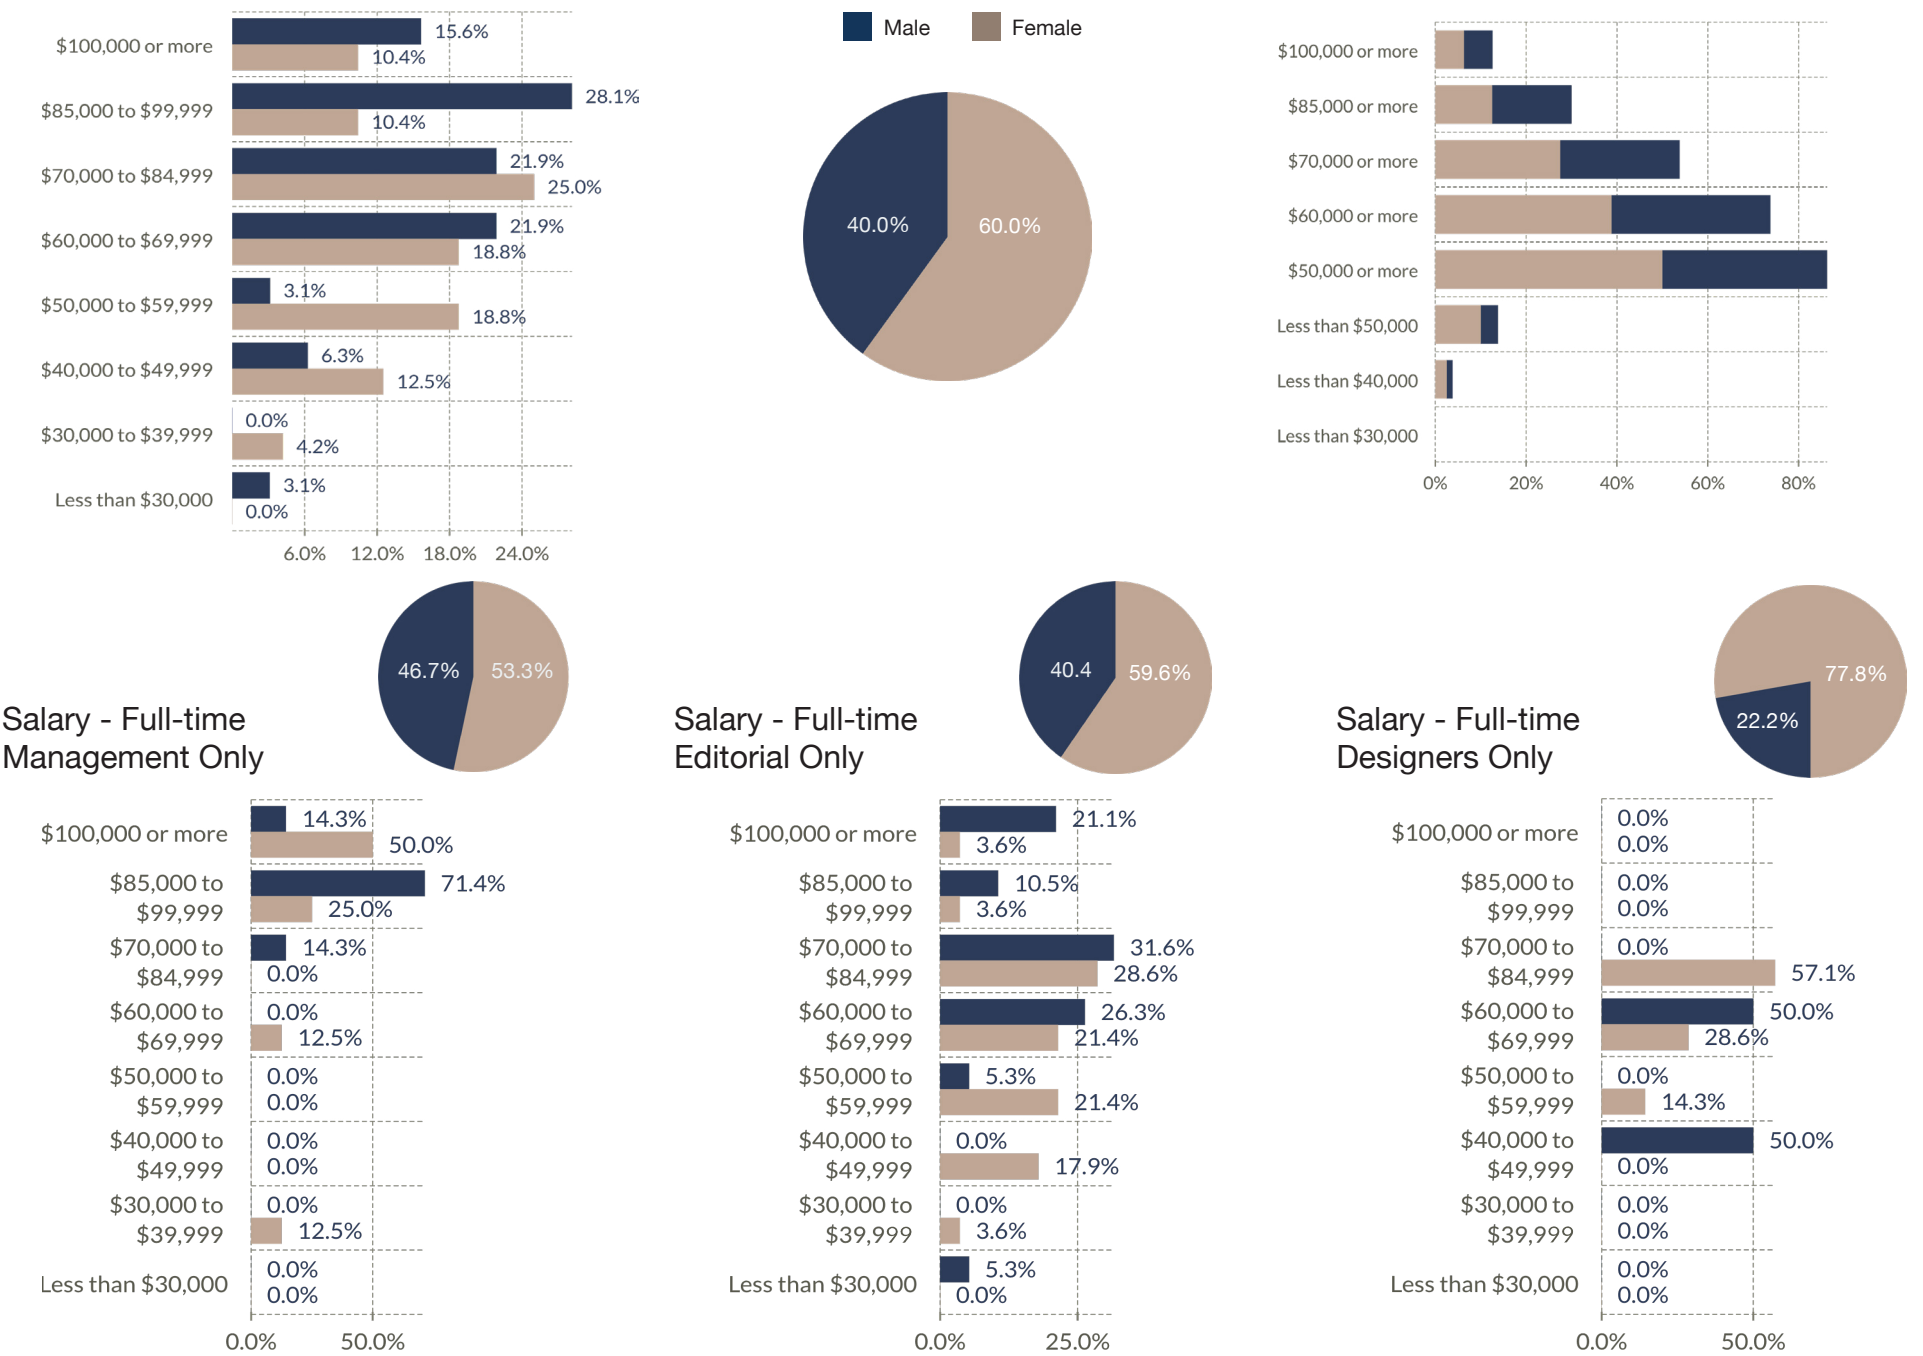 Male
Female
$100,000 or more
15.6%
10.4%
$85,000 to $99,999
28.1%
10.4%
$70,000 to $84,999
21.9%
25.0%
$60,000 to $69,999
21.9%
18.8%
$50,000 to $59,999
3.1%
18.8%
$40,000 to $49,999
6.3%
12.5%
$30,000 to $39,999
0.0%
4.2%
Less than $30,000
3.1%
0.0%
6.0% 12.0% 18.0% 24.0%
40.0% 60.0%
$100,000 or more
$85,000 or more
$70,000 or more
$60,000 or more
$50,000 or more
Less than $50,000
Less than $40,000
Less than $30,000
0% 20% 40% 60% 80%
46.7% 53.3%
Salary - Full-time
Management Only
$100,000 or more
14.3%
50.0%
$85,000 to
$99,999
71.4%
25.0%
$70,000 to
$84,999
14.3%
0.0%
$60,000 to
$69,999
0.0%
12.5%
$50,000 to
$59,999
0.0%
0.0%
$40,000 to
$49,999
0.0%
0.0%
$30,000 to
$39,999
0.0%
12.5%
Less than $30,000
0.0%
0.0%
0.0% 50.0%
40.4 59.6%
Salary - Full-time
Editorial Only
$100,000 or more
21.1%
3.6%
$85,000 to
$99,999
10.5%
3.6%
$70,000 to
$84,999
31.6%
28.6%
$60,000 to
$69,999
26.3%
21.4%
$50,000 to
$59,999
5.3%
21.4%
$40,000 to
$49,999
0.0%
17.9%
$30,000 to
$39,999
0.0%
3.6%
Less than $30,000
5.3%
0.0%
0.0% 25.0%
77.8%
22.2%
Salary - Full-time
Designers Only
$100,000 or more
0.0%
0.0%
$85,000 to
$99,999
0.0%
0.0%
$70,000 to
$84,999
0.0%
57.1%
$60,000 to
$69,999
50.0%
28.6%
$50,000 to
$59,999
0.0%
14.3%
$40,000 to
$49,999
50.0%
0.0%
$30,000 to
$39,999
0.0%
0.0%
Less than $30,000
0.0%
0.0%
0.0% 50.0%